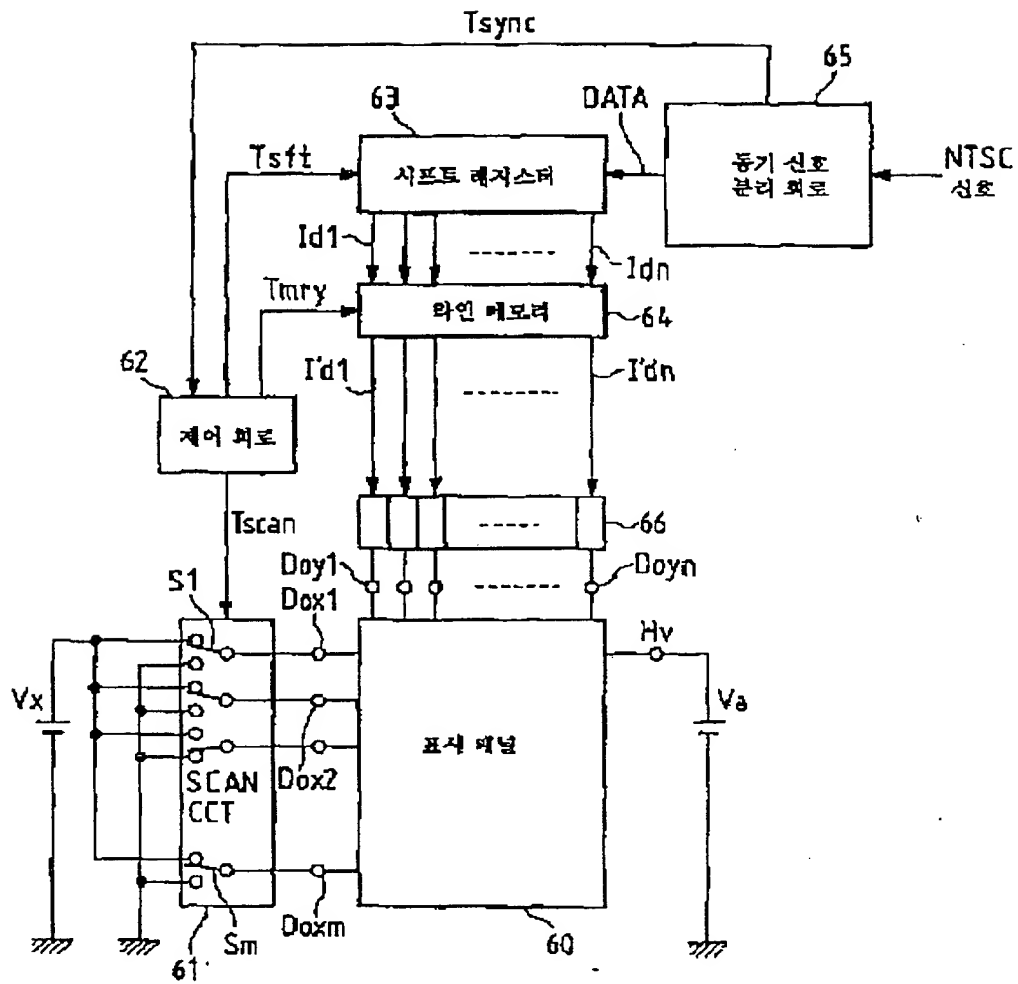 Tsync
65
63
DATA
Tsft
시프트 레지스터
동기 신호
분리 회로
NTSC
신호
Id1
Idn
Tmry
라인 메모리
64
62
I'd1
I'dn
제어 회로
Tscan
66
Doy1
Doyn
S1
Dox1
Hv
Vx
Va
표시 패널
SCAN
CCT
Dox2
Sm
Doxm
60
61